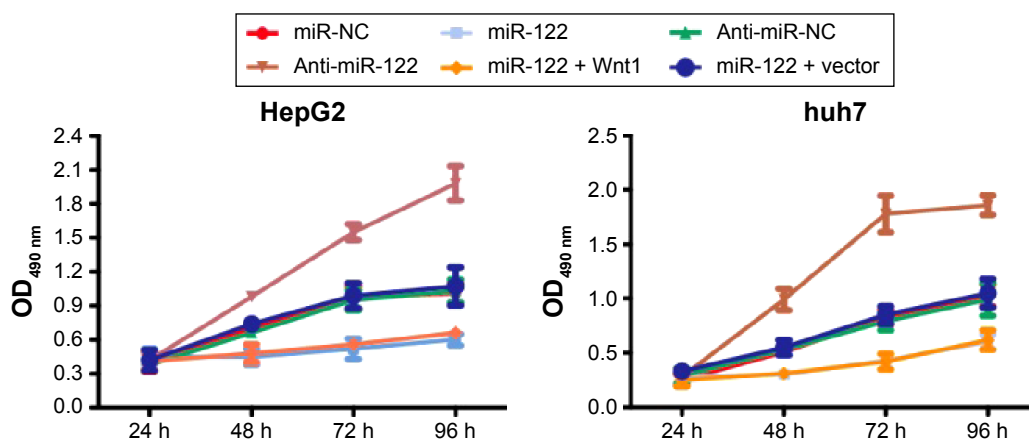 miR-NC miR-122 Anti-miR-NC
Anti-miR-122 miR-122 + Wnt1 miR-122 + vector
HepG2
OD490 nm
2.4
2.1
1.8
1.5
1.2
0.9
0.6
0.3
0.0
24 h 48 h 72 h 96 h
huh7
OD490 nm
2.5
2.0
1.5
1.0
0.5
0.0
24 h 48 h 72 h 96 h